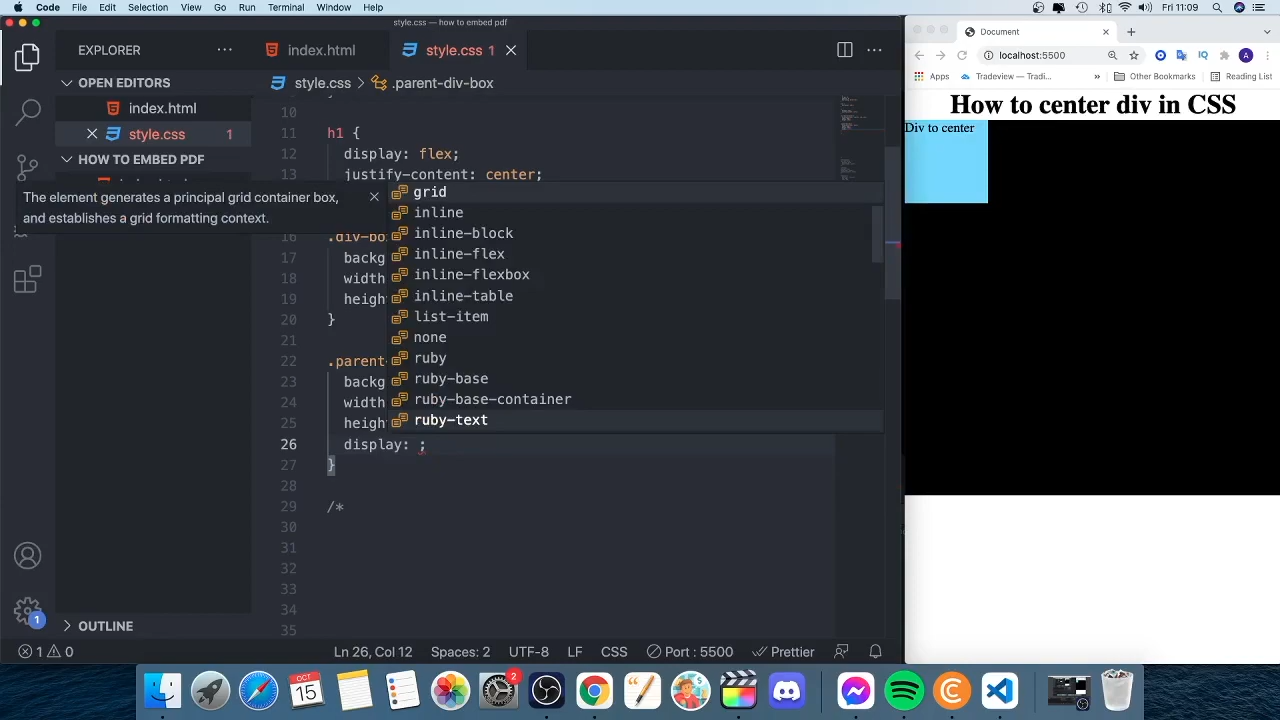 Code File Edit Selection View Go Run Terminal Window Help
Fri 11:09
style.css — how to embed pdf
EXPLORER
index.html
style.css 1
OPEN EDITORS
index.html
style.css 1
HOW TO EMBED PDF
style.css > .parent-div-box
The element generates a principal grid container box,
and establishes a grid formatting context.
10
11 h1 {
12 display: flex;
13 justify-content: center;
16 .div-bo
17 backg
18 width
19 heigh
20 }
21
22 .parent
23 backg
24 width
25 heigh
26 display: ;
27 }
28
29 /*
30
31
32
33
34
35
grid
inline
inline-block
inline-flex
inline-flexbox
inline-table
list-item
none
ruby
ruby-base
ruby-base-container
ruby-text
1
OUTLINE
1 0
Ln 26, Col 12 Spaces: 2 UTF-8 LF CSS Port : 5500 Prettier
Document
localhost:5500
A
Apps Tradeview — Tradi... » Other Bookmarks Reading List
How to center div in CSS
Div to center
OCT
15
2